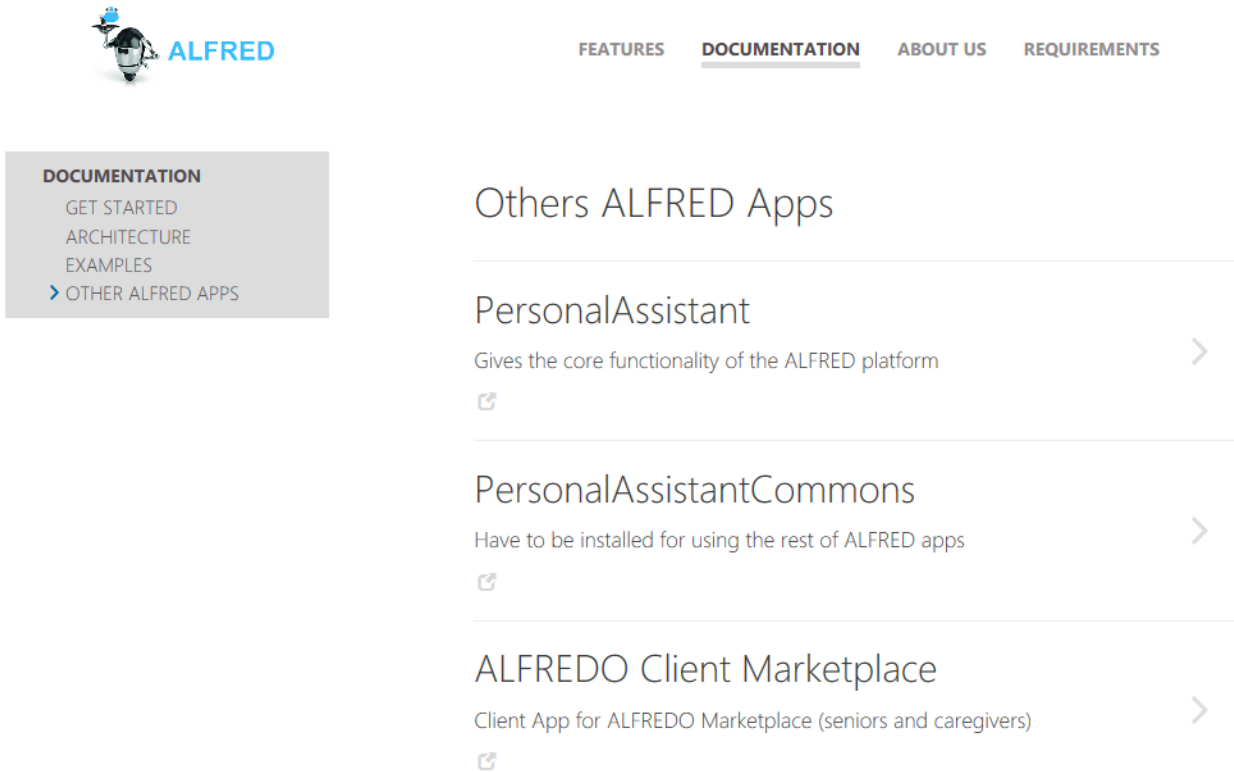 ALFRED
FEATURES DOCUMENTATION ABOUT US REQUIREMENTS
DOCUMENTATION
GET STARTED
ARCHITECTURE
EXAMPLES
OTHER ALFRED APPS
Others ALFRED Apps
PersonalAssistant
Gives the core functionality of the ALFRED platform
PersonalAssistantCommons
Have to be installed for using the rest of ALFRED apps
ALFREDO Client Marketplace
Client App for ALFREDO Marketplace (seniors and caregivers)